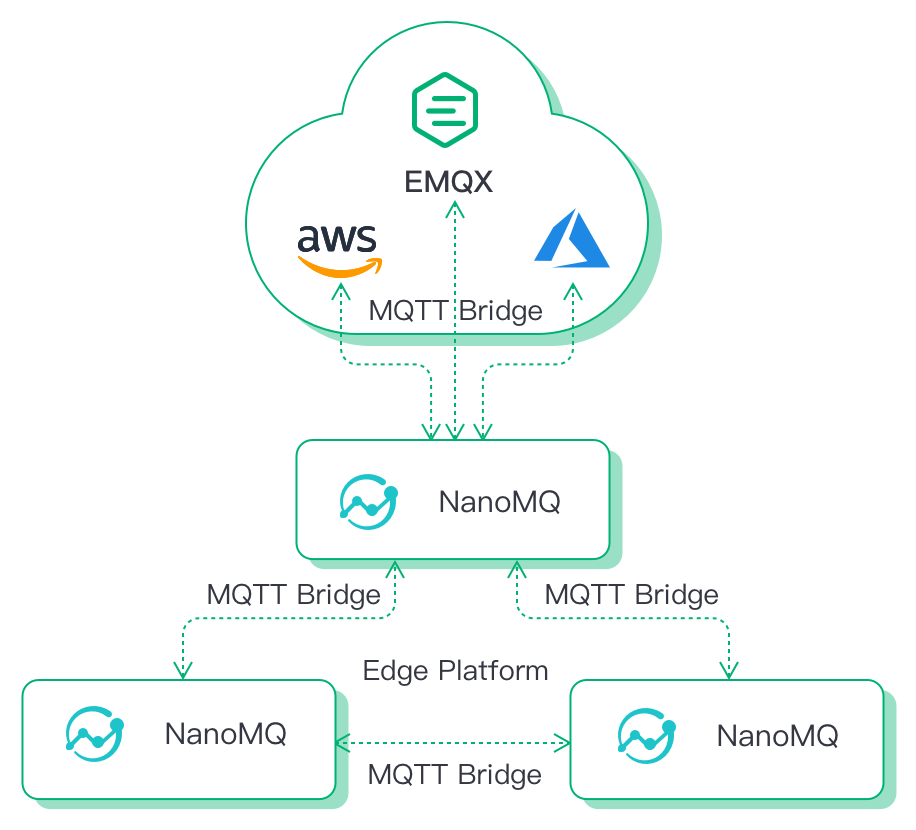 EMQX
aws
MQTT Bridge
NanoMQ
MQTT Bridge
MQTT Bridge
Edge Platform
NanoMQ
NanoMQ
MQTT Bridge